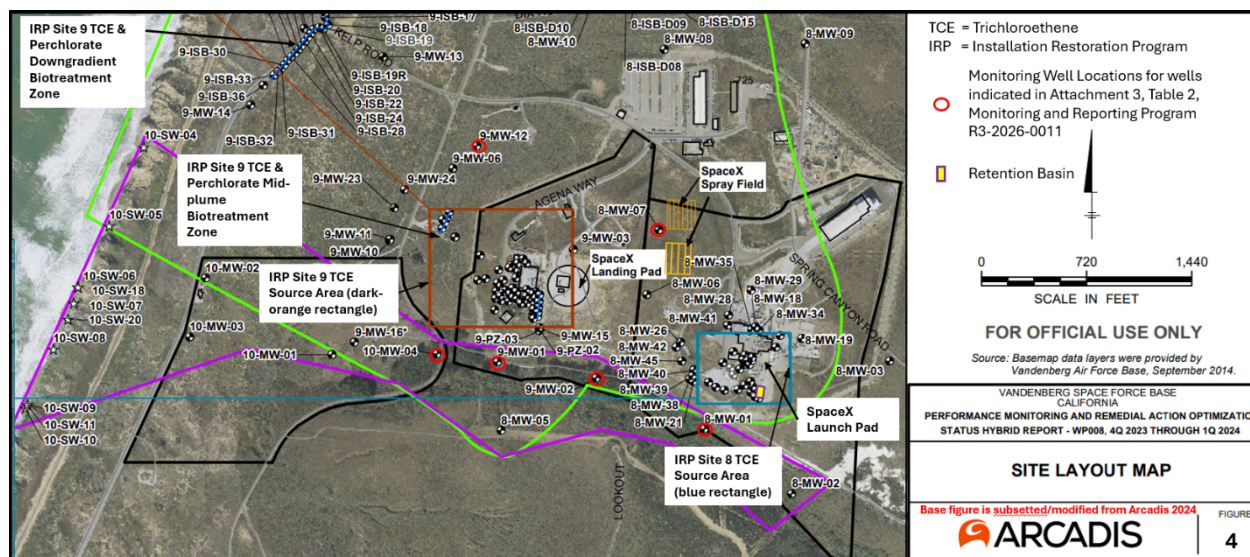 IRP Site 9 TCE &
Perchlorate
Downgradient
Biotreatment
Zone
9-ISB-17
9-ISB-18
9-ISB-19
9-MW-13
KELP ROAD
9-ISB-30
9-ISB-33
9-ISB-36
9-MW-14
9-ISB-32
9-ISB-31
9-ISB-19R
9-ISB-20
9-ISB-22
9-ISB-24
9-ISB-28
8-ISB-D10
8-MW-10
8-ISB-D09
8-ISB-D15
8-MW-08
8-ISB-D08
8-MW-09
725
10-SW-04
9-MW-12
9-MW-06
9-MW-24
9-MW-23
IRP Site 9 TCE &
Perchlorate Mid-
plume
Biotreatment
Zone
AGENA WAY
SpaceX
Spray Field
8-MW-07
10-SW-05
9-MW-11
9-MW-10
9-MW-03
SpaceX
Landing Pad
8-MW-35
SPRING CANYON ROAD
10-SW-06
10-SW-18
10-SW-07
10-SW-20
10-SW-08
10-MW-02
10-MW-03
IRP Site 9 TCE
Source Area (dark-
orange rectangle)
8-MW-06
8-MW-29
8-MW-28
8-MW-18
8-MW-41
8-MW-34
8-MW-26
8-MW-42
8-MW-45
8-MW-40
8-MW-39
8-MW-38
8-MW-21
8-MW-19
8-MW-03
9-MW-16*
10-MW-01
10-MW-04
9-PZ-03
9-MW-15
9-PZ-02
9-MW-01
9-MW-02
10-SW-09
10-SW-11
10-SW-10
8-MW-05
8-MW-01
SpaceX
Launch Pad
IRP Site 8 TCE
Source Area
(blue rectangle)
8-MW-02
LOOKOUT
TCE = Trichloroethene
IRP = Installation Restoration Program
Monitoring Well Locations for wells
indicated in Attachment 3, Table 2,
Monitoring and Reporting Program
R3-2026-0011
Retention Basin
0 720 1,440
SCALE IN FEET
FOR OFFICIAL USE ONLY
Source: Basemap data layers were provided by
Vandenberg Air Force Base, September 2014.
VANDENBERG SPACE FORCE BASE
CALIFORNIA
PERFORMANCE MONITORING AND REMEDIAL ACTION OPTIMIZATIO
STATUS HYBRID REPORT - WP008, 4Q 2023 THROUGH 1Q 2024
SITE LAYOUT MAP
Base figure is subsetted/modified from Arcadis 2024
ARCADIS
FIGURE
4